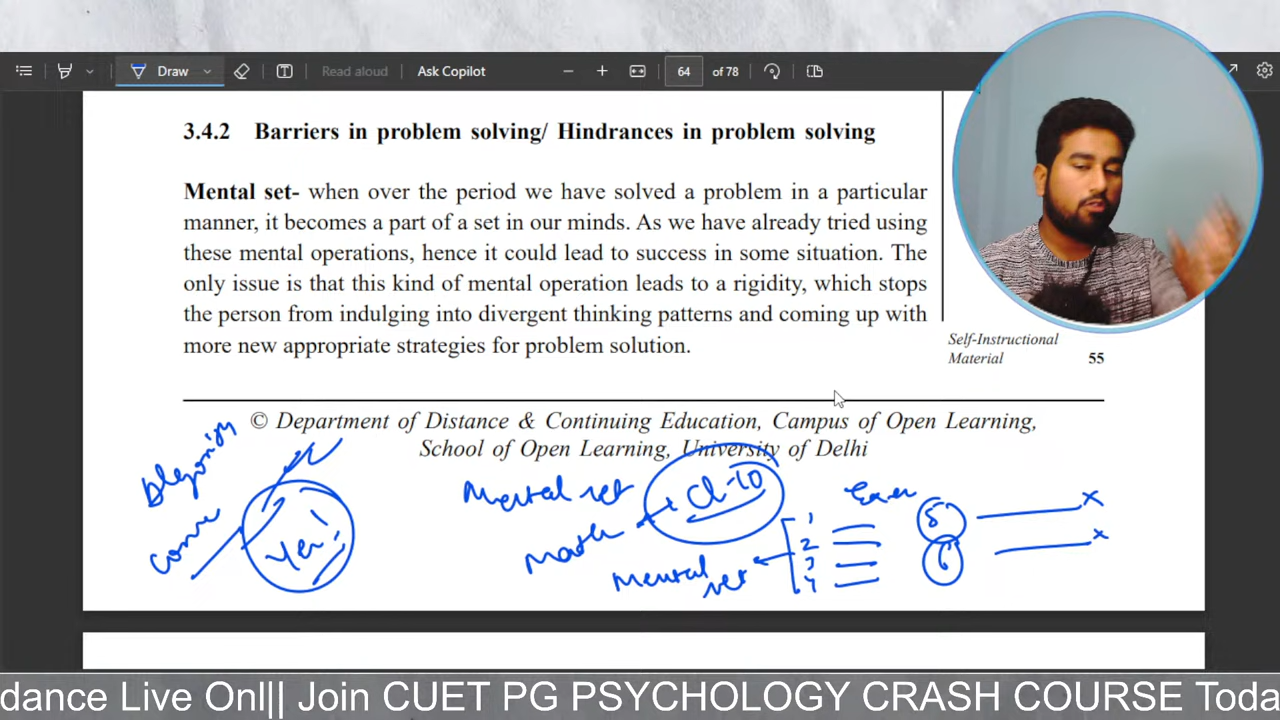 Draw
Read aloud
Ask Copilot
64 of 78
3.4.2 Barriers in problem solving/ Hindrances in problem solving
Mental set- when over the period we have solved a problem in a particular
manner, it becomes a part of a set in our minds. As we have already tried using
these mental operations, hence it could lead to success in some situation. The
only issue is that this kind of mental operation leads to a rigidity, which stops
the person from indulging into divergent thinking patterns and coming up with
more new appropriate strategies for problem solution.
Self-Instructional
Material 55
© Department of Distance & Continuing Education, Campus of Open Learning,
School of Open Learning, University of Delhi
Mental set
Cl-10
Math
Mental
set
1
2
3
4
5
6
dance Live Onl|| Join CUET PG PSYCHOLOGY CRASH COURSE Toda